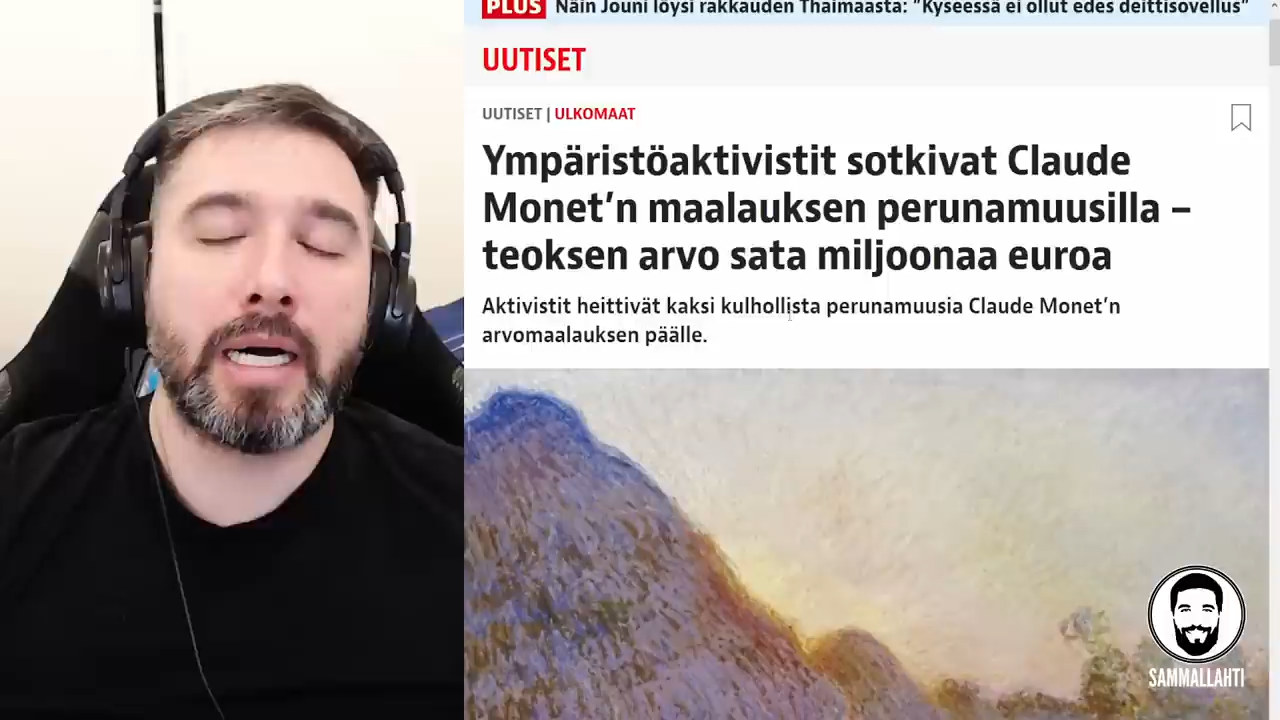 PLUS Näin Jouni löysi rakkauden Thaimaasta: "Kyseessä ei ollut edes deittisovellus"
UUTISET
UUTISET | ULKOMAAT
Ympäristöaktivistit sotkivat Claude
Monet’n maalauksen perunamuusilla –
teoksen arvo sata miljoonaa euroa
Aktivistit heittivät kaksi kulhollista perunamuusia Claude Monet’n
arvomaalauksen päälle.
SAMMALLAHTI